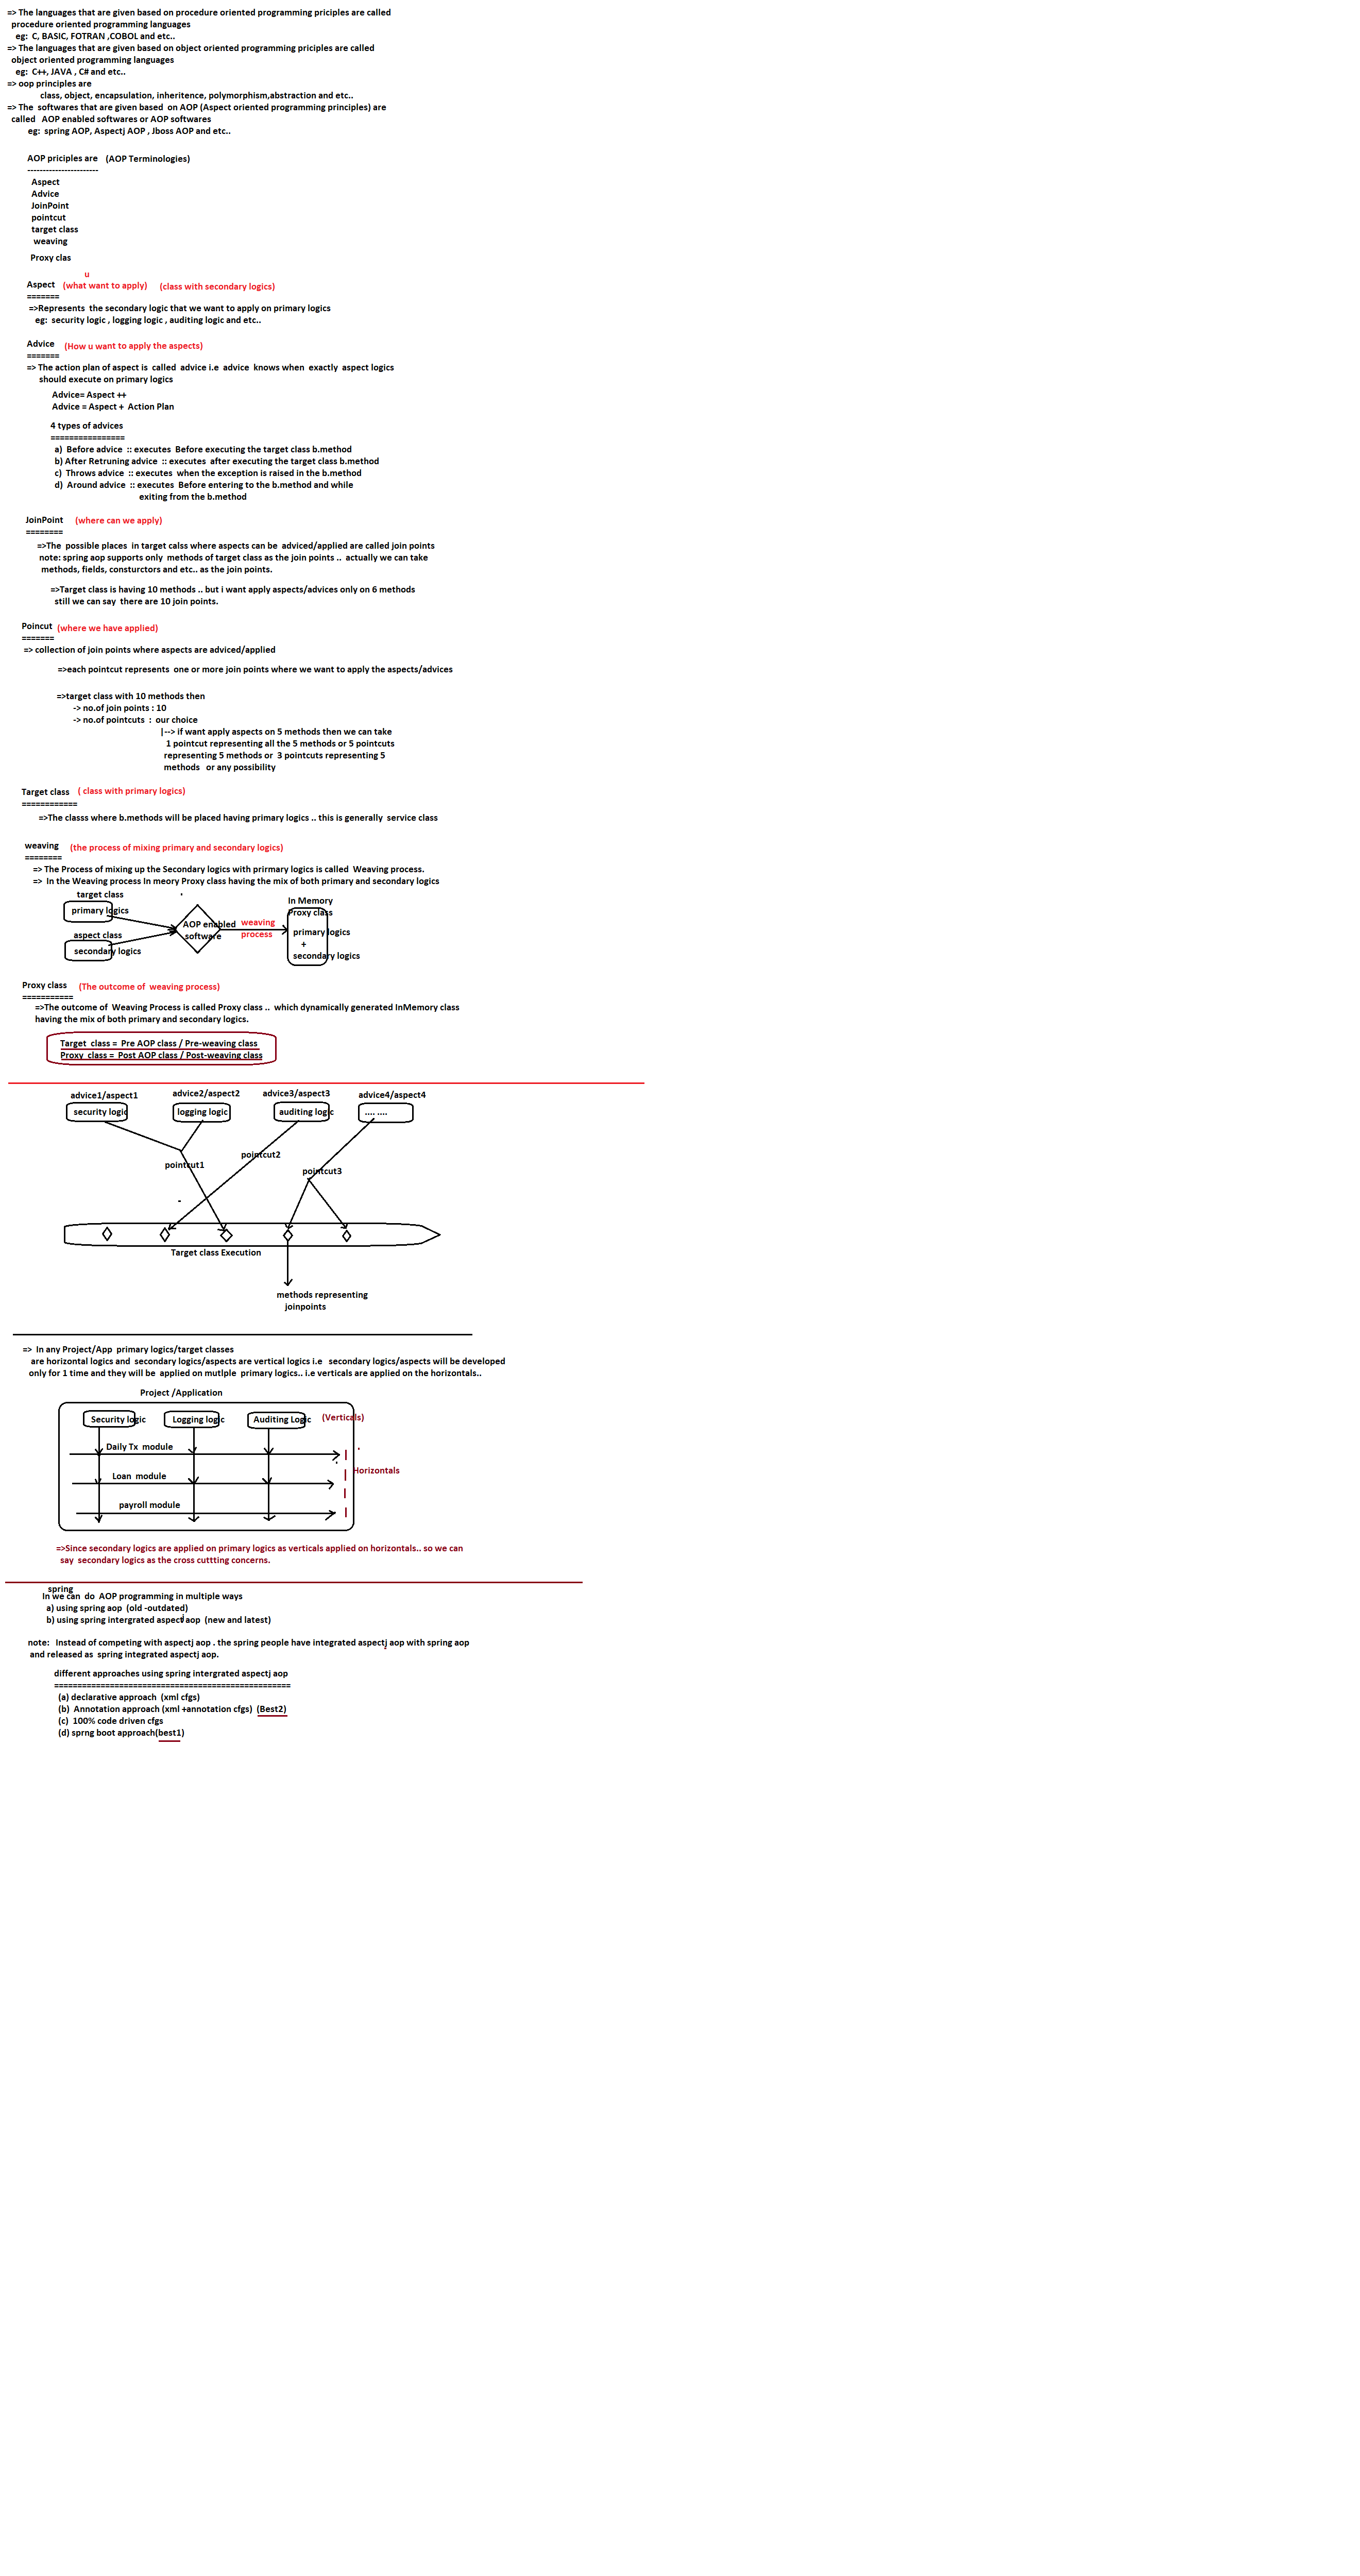 => The languages that are given based on procedure oriented programming priciples are called
procedure oriented programming languages
eg: C, BASIC, FOTRAN ,COBOL and etc..
=> The languages that are given based on object oriented programming priciples are called
object oriented programming languages
eg: C++, JAVA , C# and etc..
=> oop principles are
class, object, encapsulation, inheritence, polymorphism,abstraction and etc..
=> The softwares that are given based on AOP (Aspect oriented programming principles) are
called AOP enabled softwares or AOP softwares
eg: spring AOP, Aspectj AOP , Jboss AOP and etc..
AOP priciples are (AOP Terminologies)
-----------------------
Aspect
Advice
JoinPoint
pointcut
target class
weaving
Proxy clas
u
Aspect (what want to apply) (class with secondary logics)
=======
=>Represents the secondary logic that we want to apply on primary logics
eg: security logic , logging logic , auditing logic and etc..
Advice (How u want to apply the aspects)
=======
=> The action plan of aspect is called advice i.e advice knows when exactly aspect logics
should execute on primary logics
Advice= Aspect ++
Advice = Aspect + Action Plan
4 types of advices
================
a) Before advice :: executes Before executing the target class b.method
b) After Retruning advice :: executes after executing the target class b.method
c) Throws advice :: executes when the exception is raised in the b.method
d) Around advice :: executes Before entering to the b.method and while
exiting from the b.method
JoinPoint (where can we apply)
========
=>The possible places in target calss where aspects can be adviced/applied are called join points
note: spring aop supports only methods of target class as the join points .. actually we can take
methods, fields, consturctors and etc.. as the join points.
=>Target class is having 10 methods .. but i want apply aspects/advices only on 6 methods
still we can say there are 10 join points.
Poincut (where we have applied)
=======
=> collection of join points where aspects are adviced/applied
=>each pointcut represents one or more join points where we want to apply the aspects/advices
=>target class with 10 methods then
-> no.of join points : 10
-> no.of pointcuts : our choice
|--> if want apply aspects on 5 methods then we can take
1 pointcut representing all the 5 methods or 5 pointcuts
representing 5 methods or 3 pointcuts representing 5
methods or any possibility
Target class ( class with primary logics)
============
=>The classs where b.methods will be placed having primary logics .. this is generally service class
weaving (the process of mixing primary and secondary logics)
========
=> The Process of mixing up the Secondary logics with prirmary logics is called Weaving process.
=> In the Weaving process In meory Proxy class having the mix of both primary and secondary logics
target class
primary logics
aspect class
secondary logics
AOP enabled
software
weaving
process
In Memory
Proxy class
primary logics
+
secondary logics
Proxy class (The outcome of weaving process)
===========
=>The outcome of Weaving Process is called Proxy class .. which dynamically generated InMemory class
having the mix of both primary and secondary logics.
Target class = Pre AOP class / Pre-weaving class
Proxy class = Post AOP class / Post-weaving class
advice1/aspect1 advice2/aspect2 advice3/aspect3 advice4/aspect4
security logic logging logic auditing logic .... ....
pointcut1 pointcut2 pointcut3
Target class Execution
methods representing
joinpoints
=> In any Project/App primary logics/target classes
are horizontal logics and secondary logics/aspects are vertical logics i.e secondary logics/aspects will be developed
only for 1 time and they will be applied on mutlple primary logics.. i.e verticals are applied on the horizontals..
Project /Application
Security logic Logging logic Auditing Logic (Verticals)
Daily Tx module
Loan module
Horizontals
payroll module
=>Since secondary logics are applied on primary logics as verticals applied on horizontals.. so we can
say secondary logics as the cross cuttting concerns.
spring
In we can do AOP programming in multiple ways
a) using spring aop (old -outdated)
b) using spring intergrated aspectj aop (new and latest)
note: Instead of competing with aspectj aop . the spring people have integrated aspectj aop with spring aop
and released as spring integrated aspectj aop.
different approaches using spring intergrated aspectj aop
===================================================
(a) declarative approach (xml cfgs)
(b) Annotation approach (xml +annotation cfgs) (Best2)
(c) 100% code driven cfgs
(d) sprng boot approach(best1)